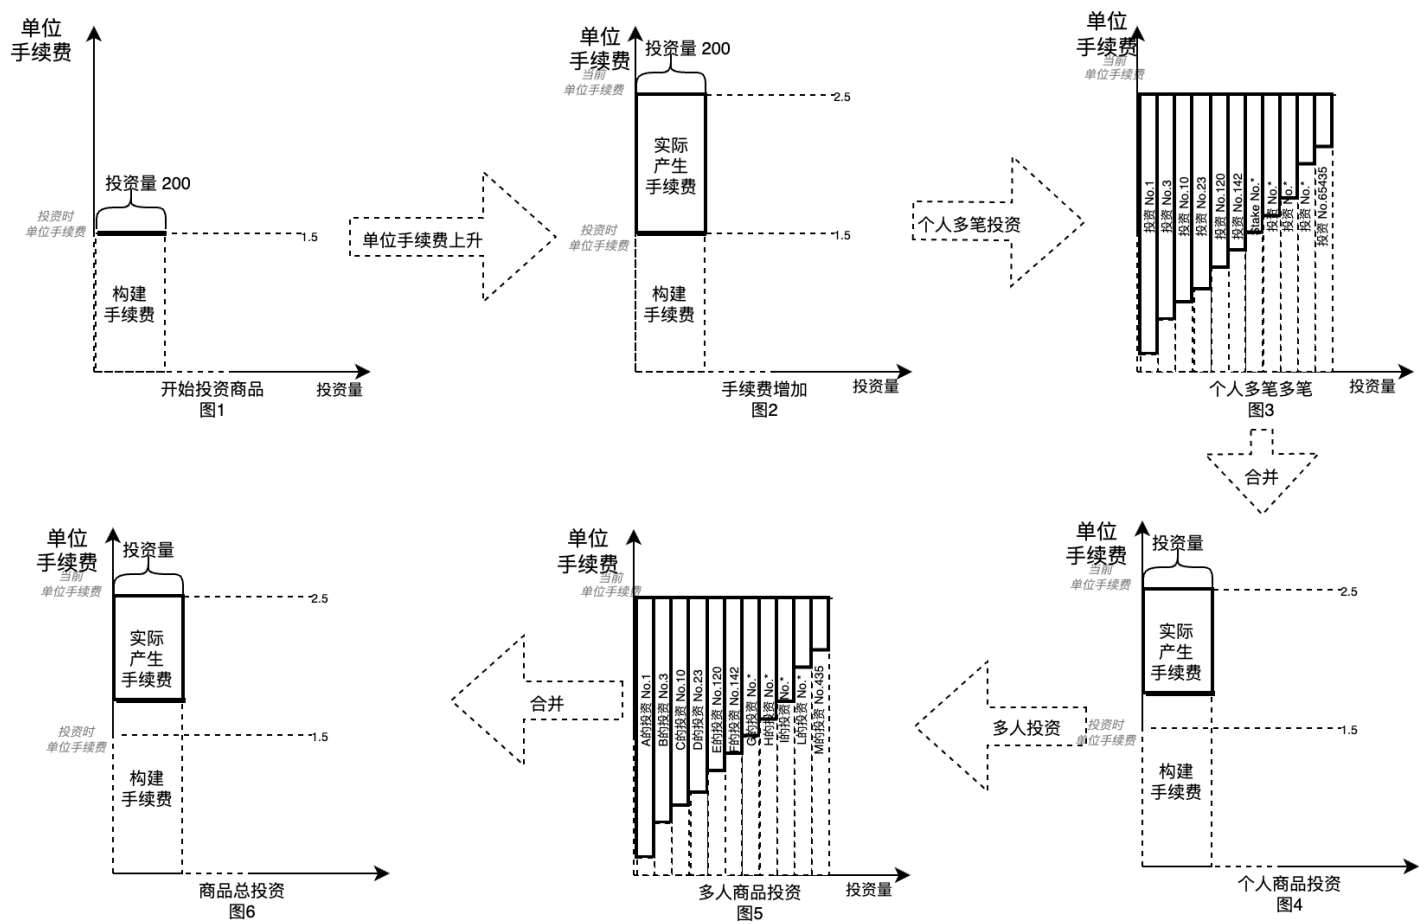 单位
手续费
投资量 200
投资时
单位手续费
1.5
构建
手续费
开始投资商品
投资量
图1
单位手续费上升
单位
手续费
当前
单位手续费
投资量 200
2.5
实际
产生
手续费
投资时
单位手续费
1.5
构建
手续费
手续费增加
投资量
图2
个人多笔投资
单位
手续费
当前
单位手续费
投资 No.1
投资 No.3
投资 No.10
投资 No.23
投资 No.120
投资 No.142
Stake No.*
投资 No.*
投资 No.*
投资 No.*
投资 No.65435
个人多笔多笔
投资量
图3
合并
单位
手续费
当前
单位手续费
投资量
2.5
实际
产生
手续费
投资时
单位手续费
1.5
构建
手续费
个人商品投资
图4
多人投资
单位
手续费
当前
单位手续费
A的投资 No.1
B的投资 No.3
C的投资 No.10
D的投资 No.23
E的投资 No.120
F的投资 No.142
G的投资 No.*
H的投资 No.*
I的投资 No.*
L的投资 No.*
M的投资 No.435
多人商品投资
投资量
图5
合并
单位
手续费
当前
单位手续费
投资量
2.5
实际
产生
手续费
投资时
单位手续费
1.5
构建
手续费
商品总投资
图6